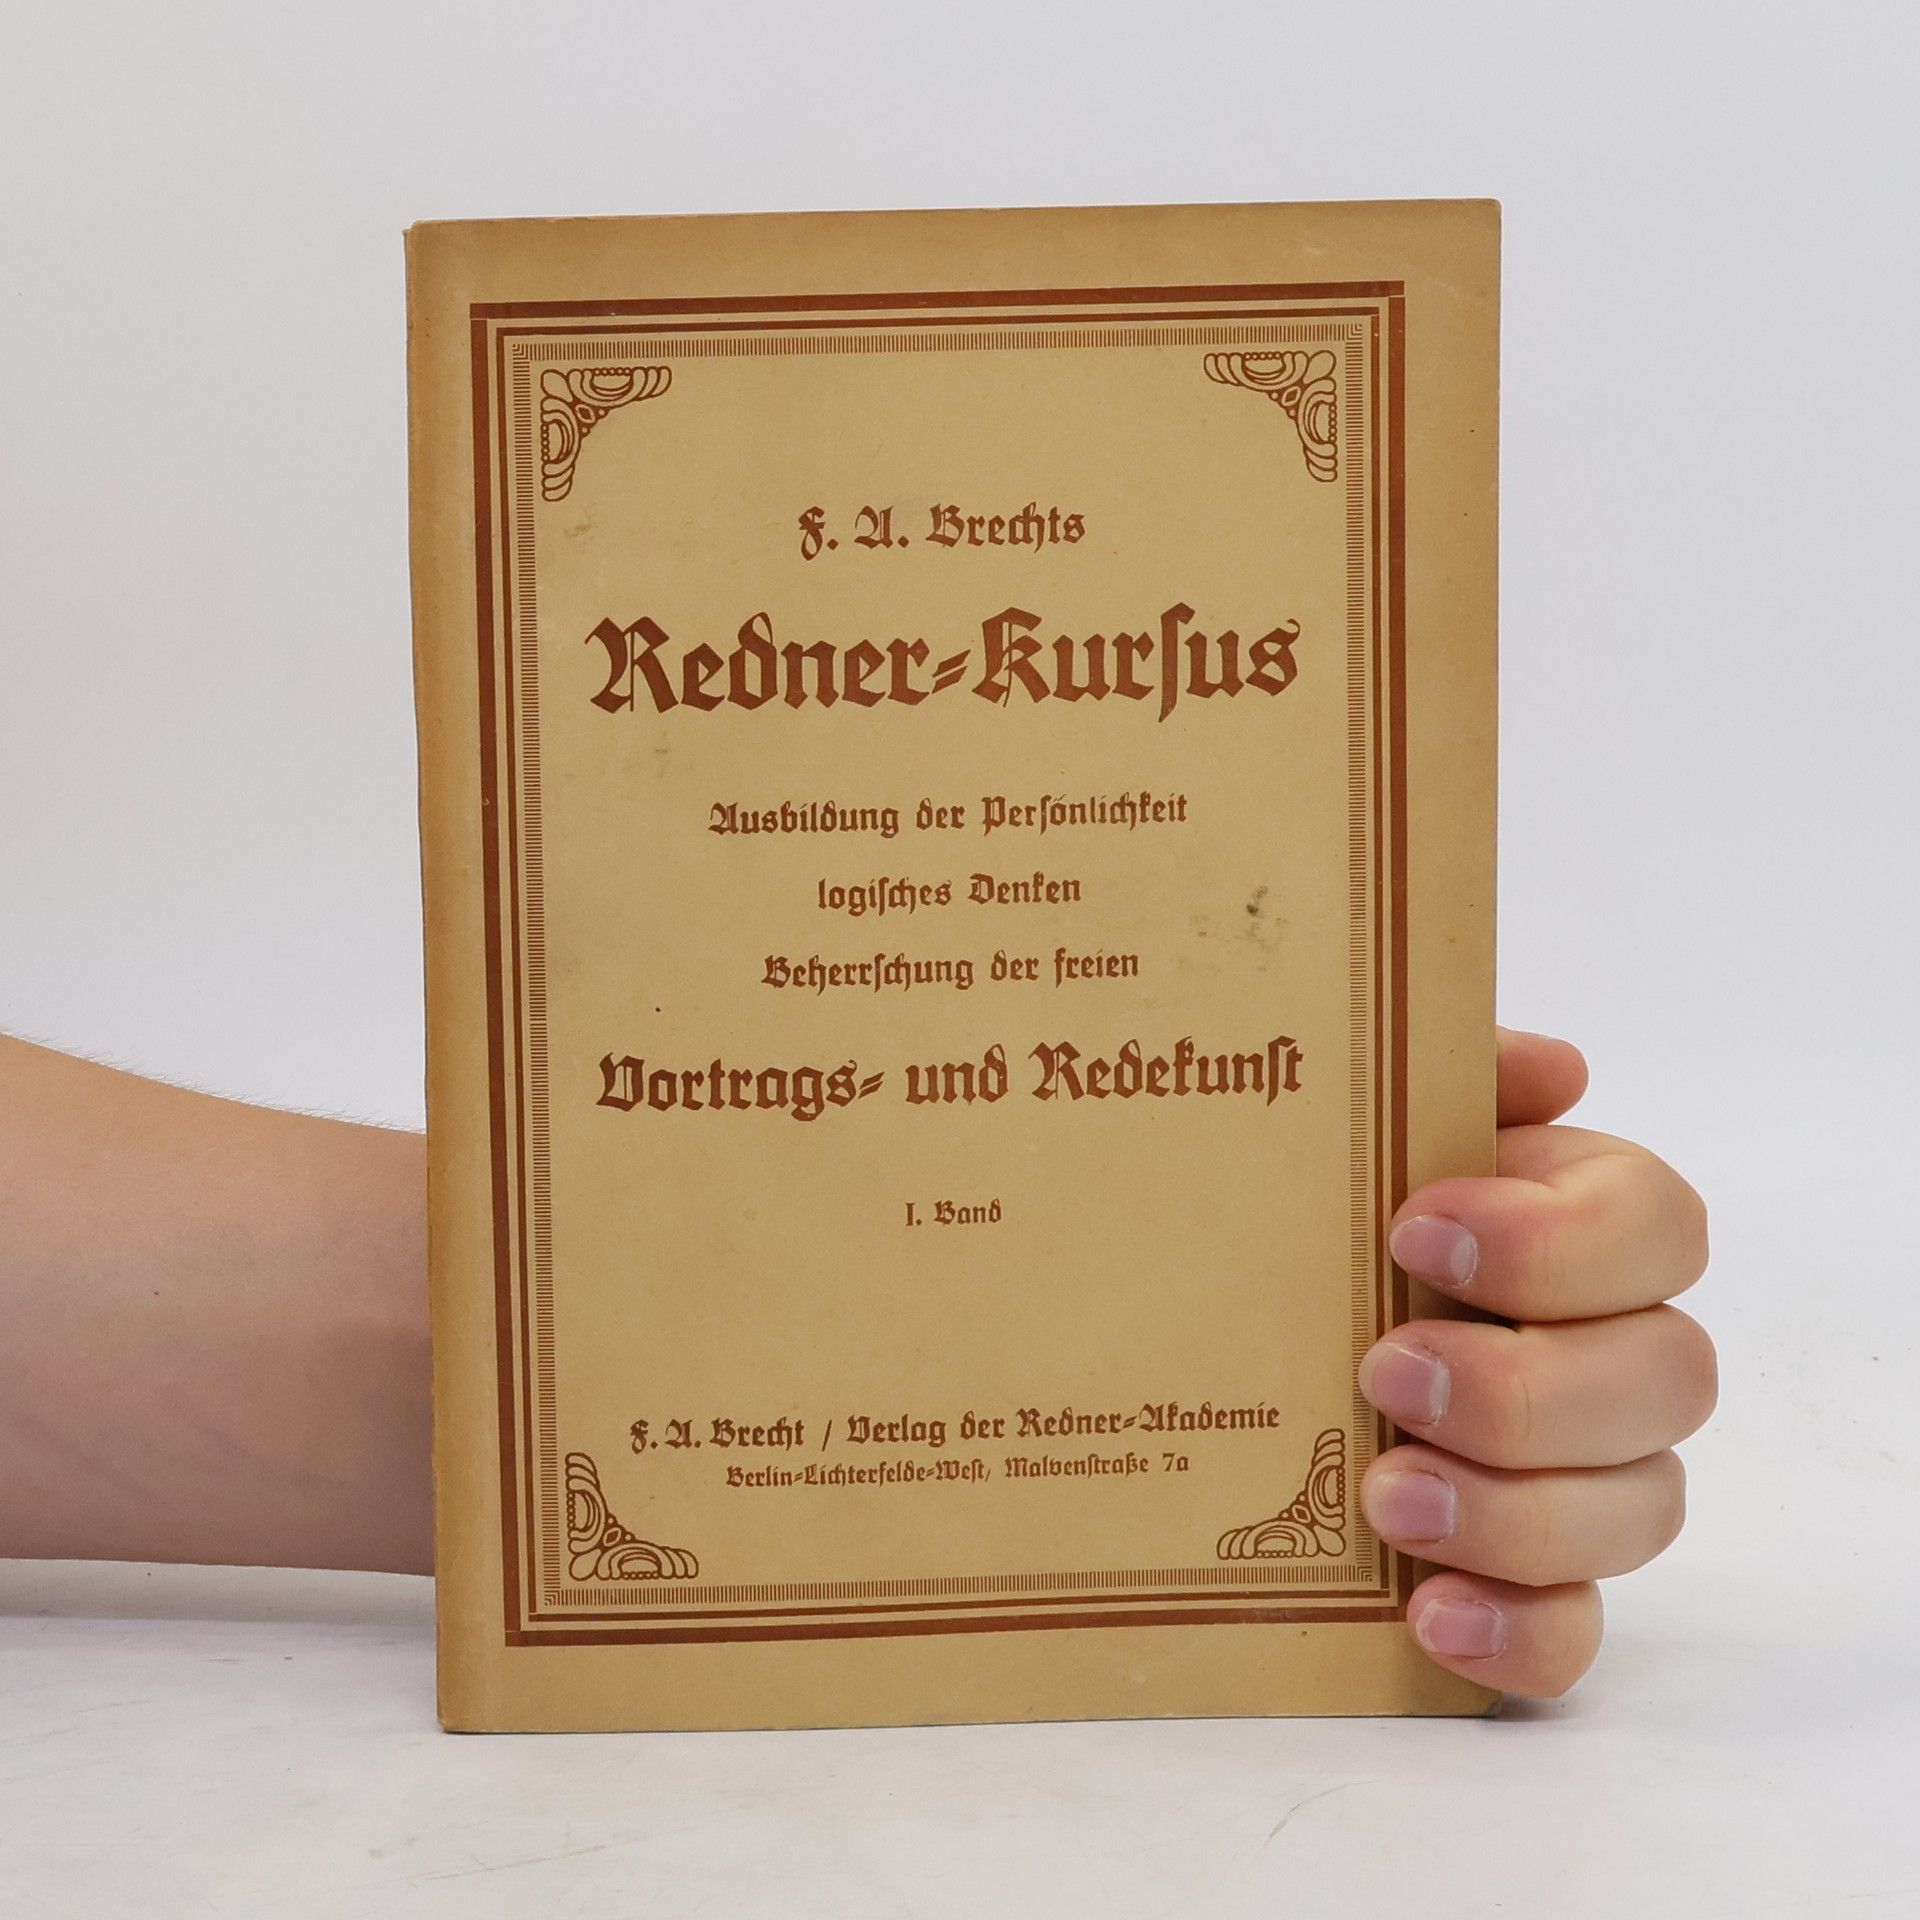 F. A. Brechts
Redner-Kurſus
Ausbildung der Perſönlichkeit
logiſches Denken
Beherrſchung der freien
Vortrags- und Redekunſt
I. Band
F. A. Brecht / Verlag der Redner-Akademie
Berlin-Lichterfelde-Weſt, Malvenſtraße 7a